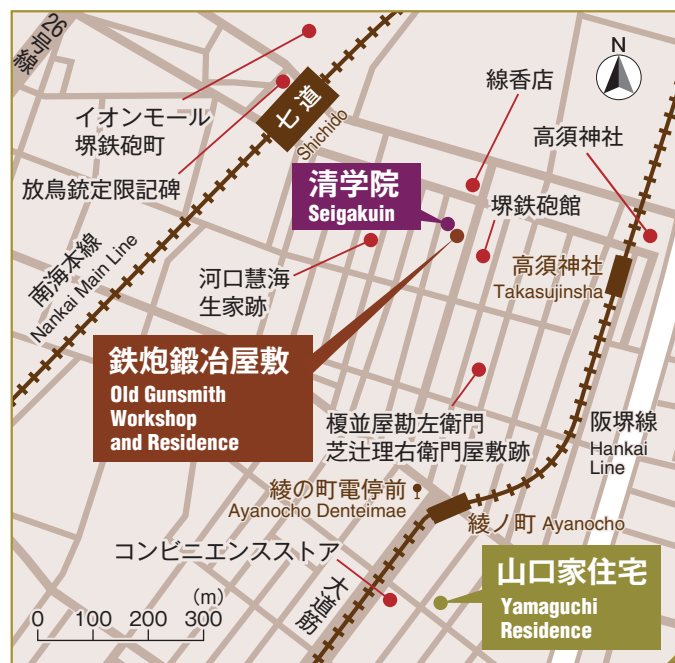 26号線
N
イオンモール
堺鉄砲町
七道
Shichido
線香店
高須神社
放鳥銃定限記碑
清学院
Seigakuin
堺鉄砲館
南海本線
Nankai Main Line
河口慧海
生家跡
高須神社
Takasujinsha
鉄炮鍛冶屋敷
Old Gunsmith
Workshop
and Residence
榎並屋勘左衛門
芝辻理右衛門屋敷跡
阪堺線
Hankai
Line
綾の町電停前
Ayanocho Denteimae
綾ノ町 Ayanocho
コンビニエンスストア
大道筋
山口家住宅
Yamaguchi
Residence
(m)
0 100 200 300